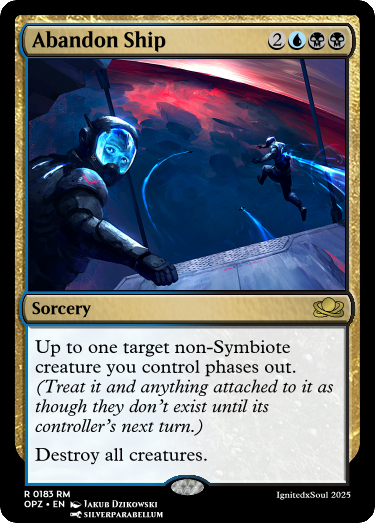 Abandon Ship 2
Sorcery
Up to one target non-Symbiote
creature you control phases out.
(Treat it and anything attached to it as
though they don't exist until its
controller's next turn.)
Destroy all creatures.
R 0183 RM
IgnitedxSoul 2025
OPZ • EN Jakub Dzikowski
silverparabellum